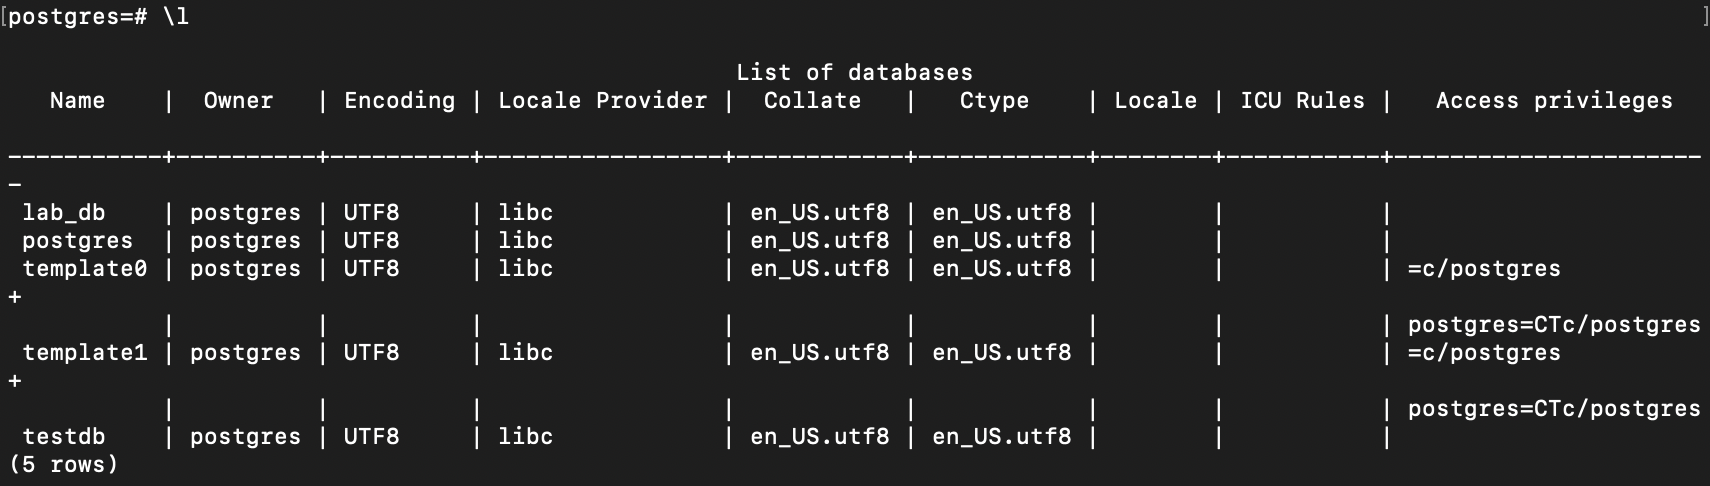 [postgres=# \l ]
                                                    List of databases
   Name    |  Owner   | Encoding | Locale Provider |  Collate   |   Ctype    | Locale | ICU Rules |   Access privileges
-----------+----------+----------+-----------------+------------+------------+--------+-----------+----------------------
-
 lab_db    | postgres | UTF8     | libc            | en_US.utf8 | en_US.utf8 |        |           |
 postgres  | postgres | UTF8     | libc            | en_US.utf8 | en_US.utf8 |        |           |
 template0 | postgres | UTF8     | libc            | en_US.utf8 | en_US.utf8 |        |           | =c/postgres
+
           |          |          |                 |            |            |        |           | postgres=CTc/postgres
 template1 | postgres | UTF8     | libc            | en_US.utf8 | en_US.utf8 |        |           | =c/postgres
+
           |          |          |                 |            |            |        |           | postgres=CTc/postgres
 testdb    | postgres | UTF8     | libc            | en_US.utf8 | en_US.utf8 |        |           |
(5 rows)